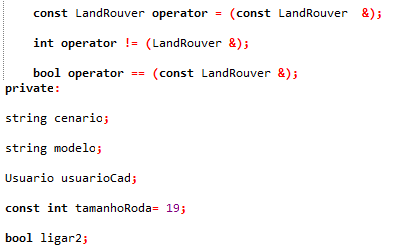 const LandRouver operator = (const LandRouver &);
int operator != (LandRouver &);
bool operator == (const LandRouver &);
private:
string cenario;
string modelo;
Usuario usuarioCad;
const int tamanhoRoda= 19;
bool ligar2;